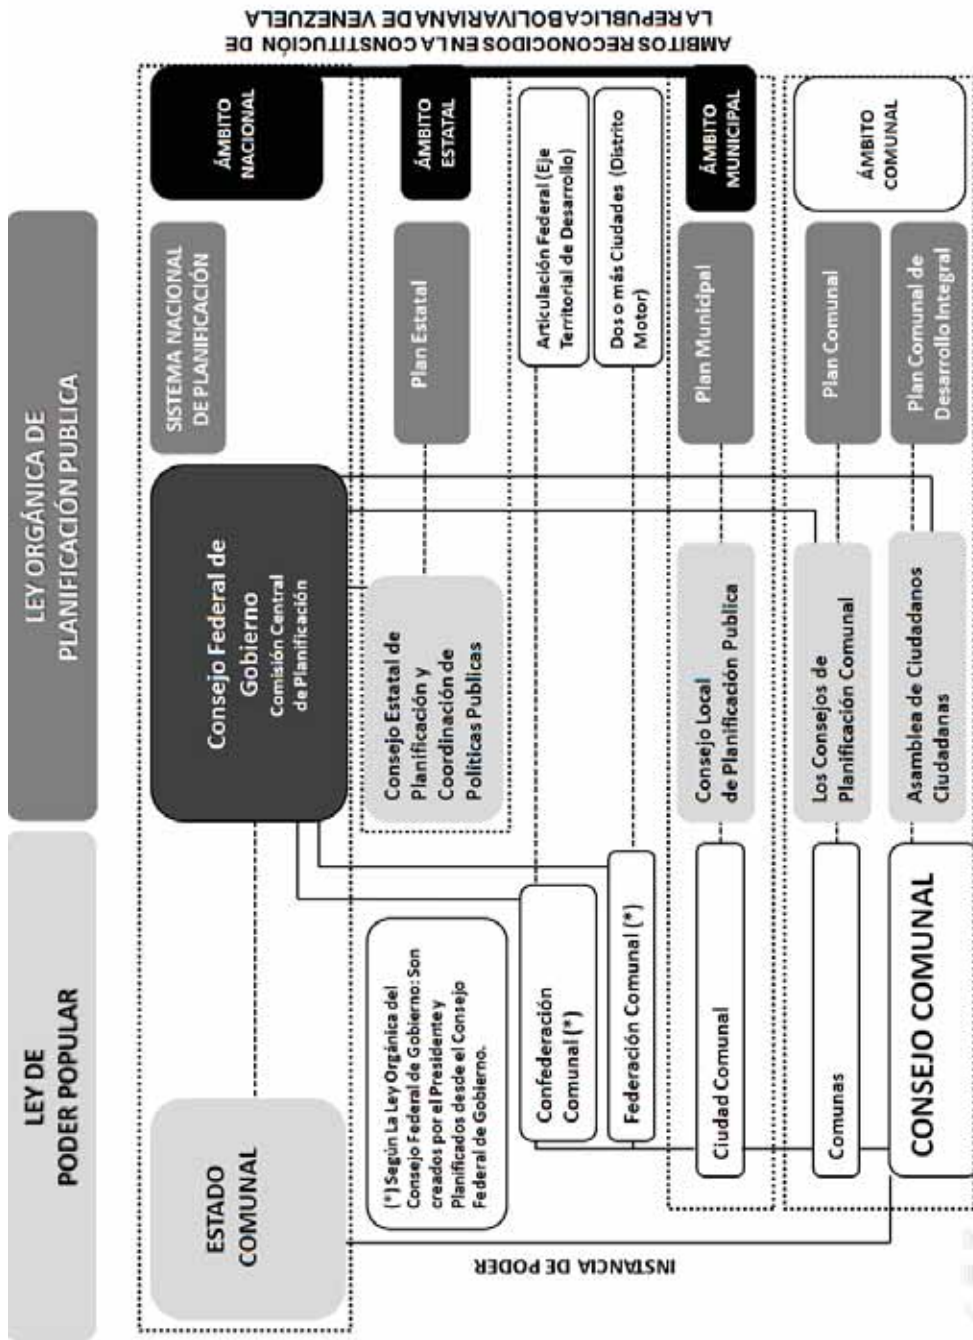 LEY DE
PODER POPULAR
LEY ORGÁNICA DE
PLANIFICACIÓN PUBLICA
ESTADO
COMUNAL
Consejo Federal de
Gobierno
Comisión Central
de Planificación
SISTEMA NACIONAL
DE PLANIFICACIÓN
ÁMBITO
NACIONAL
(*) Según La Ley Orgánica del
Consejo Federal de Gobierno: Son
creados por el Presidente y
Planificados desde el Consejo
Federal de Gobierno.
Consejo Estatal de
Planificación y
Coordinación de
Políticas Publicas
Plan Estatal
ÁMBITO
ESTATAL
Confederación
Comunal (*)
Articulación Federal (Eje
Territorial de Desarrollo)
Federación Comunal (*)
Dos o más Ciudades (Distrito
Motor)
Ciudad Comunal
Consejo Local
de Planificación Publica
Plan Municipal
ÁMBITO
MUNICIPAL
Comunas
Los Consejos de
Planificación Comunal
Plan Comunal
ÁMBITO
COMUNAL
CONSEJO COMUNAL
Asamblea de Ciudadanos
Ciudadanas
Plan Comunal de
Desarrollo Integral
INSTANCIA DE PODER
AMBITOS RECONOCIDOS EN LA CONSTITUCIÓN DE
LA REPUBLICA BOLIVARIANA DE VENEZUELA